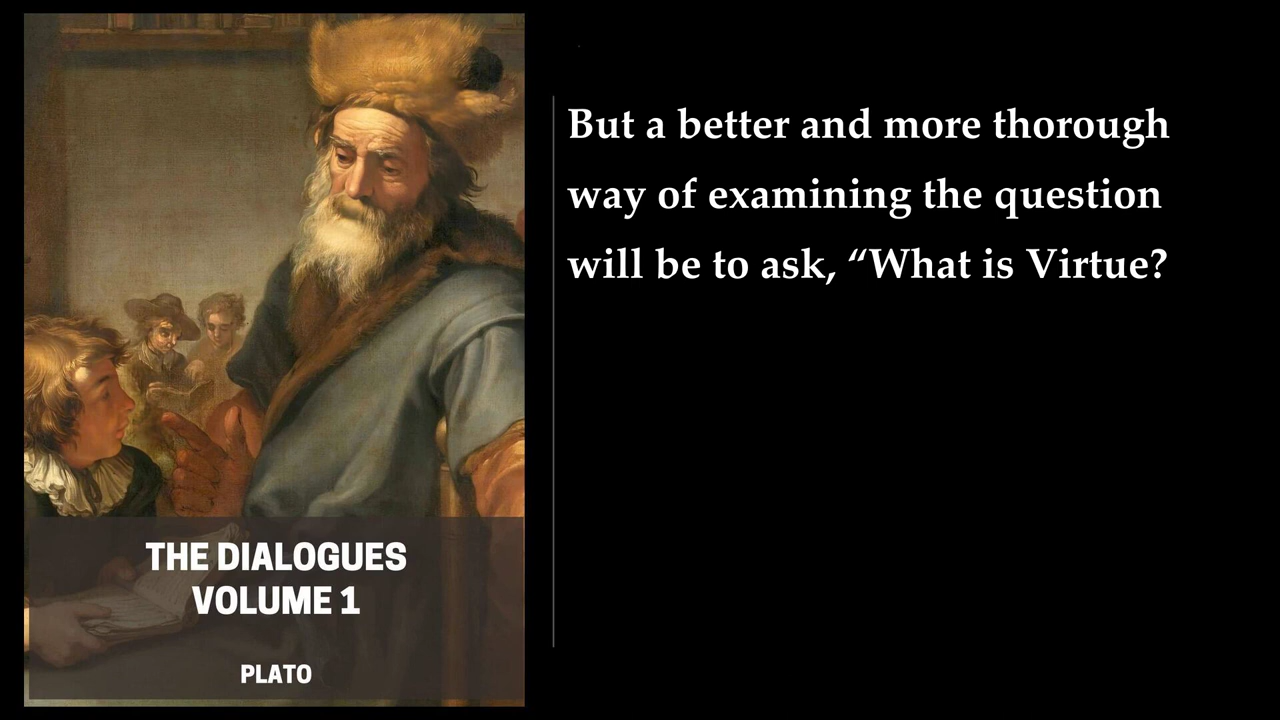 But a better and more thorough
way of examining the question
will be to ask, “What is Virtue?
THE DIALOGUES
VOLUME 1
PLATO